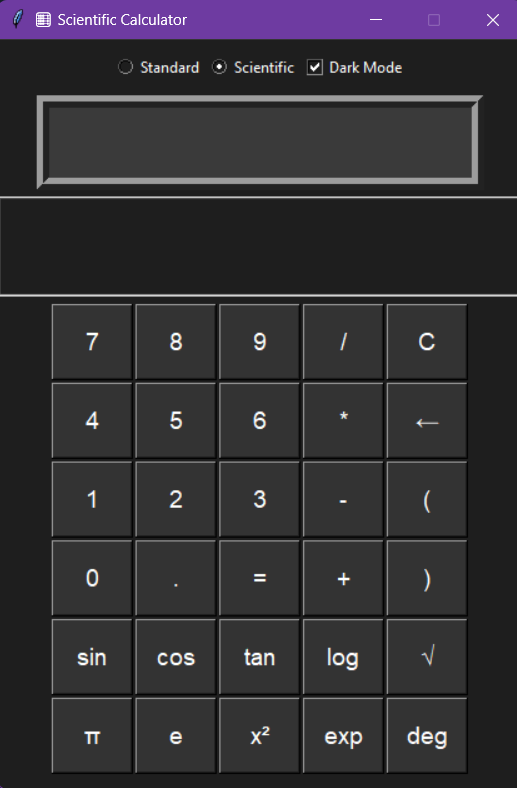 Scientific Calculator
Standard Scientific Dark Mode
7 8 9 / C
4 5 6 * ←
1 2 3 - (
0 . = + )
sin cos tan log √
π e x² exp deg